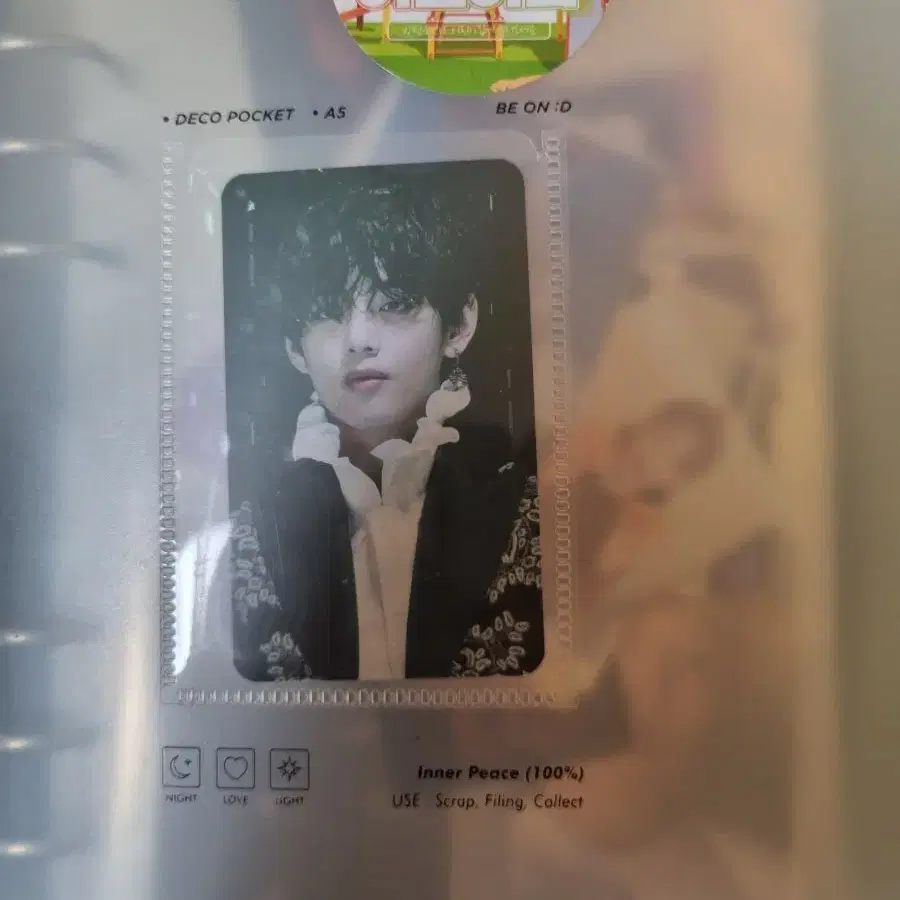 • DECO POCKET • A5
BE ON :D
NIGHT
LOVE
LIGHT
Inner Peace (100%)
USE Scrap, Filing, Collect